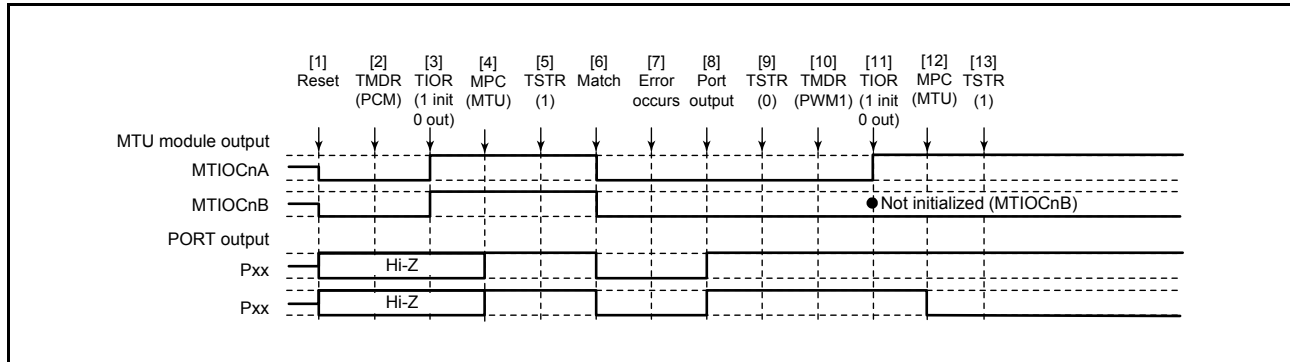 [1] [2] [3] [4] [5] [6] [7] [8] [9] [10] [11] [12] [13]
Reset TMDR TIOR MPC TSTR Match Error Port TSTR TMDR TIOR MPC TSTR
(PCM) (1 init (MTU) (1) occurs output (0) (PWM1) (1 init (MTU) (1)
0 out) 0 out)
MTU module output
MTIOCnA
MTIOCnB Not initialized (MTIOCnB)
PORT output
Pxx Hi-Z
Pxx Hi-Z